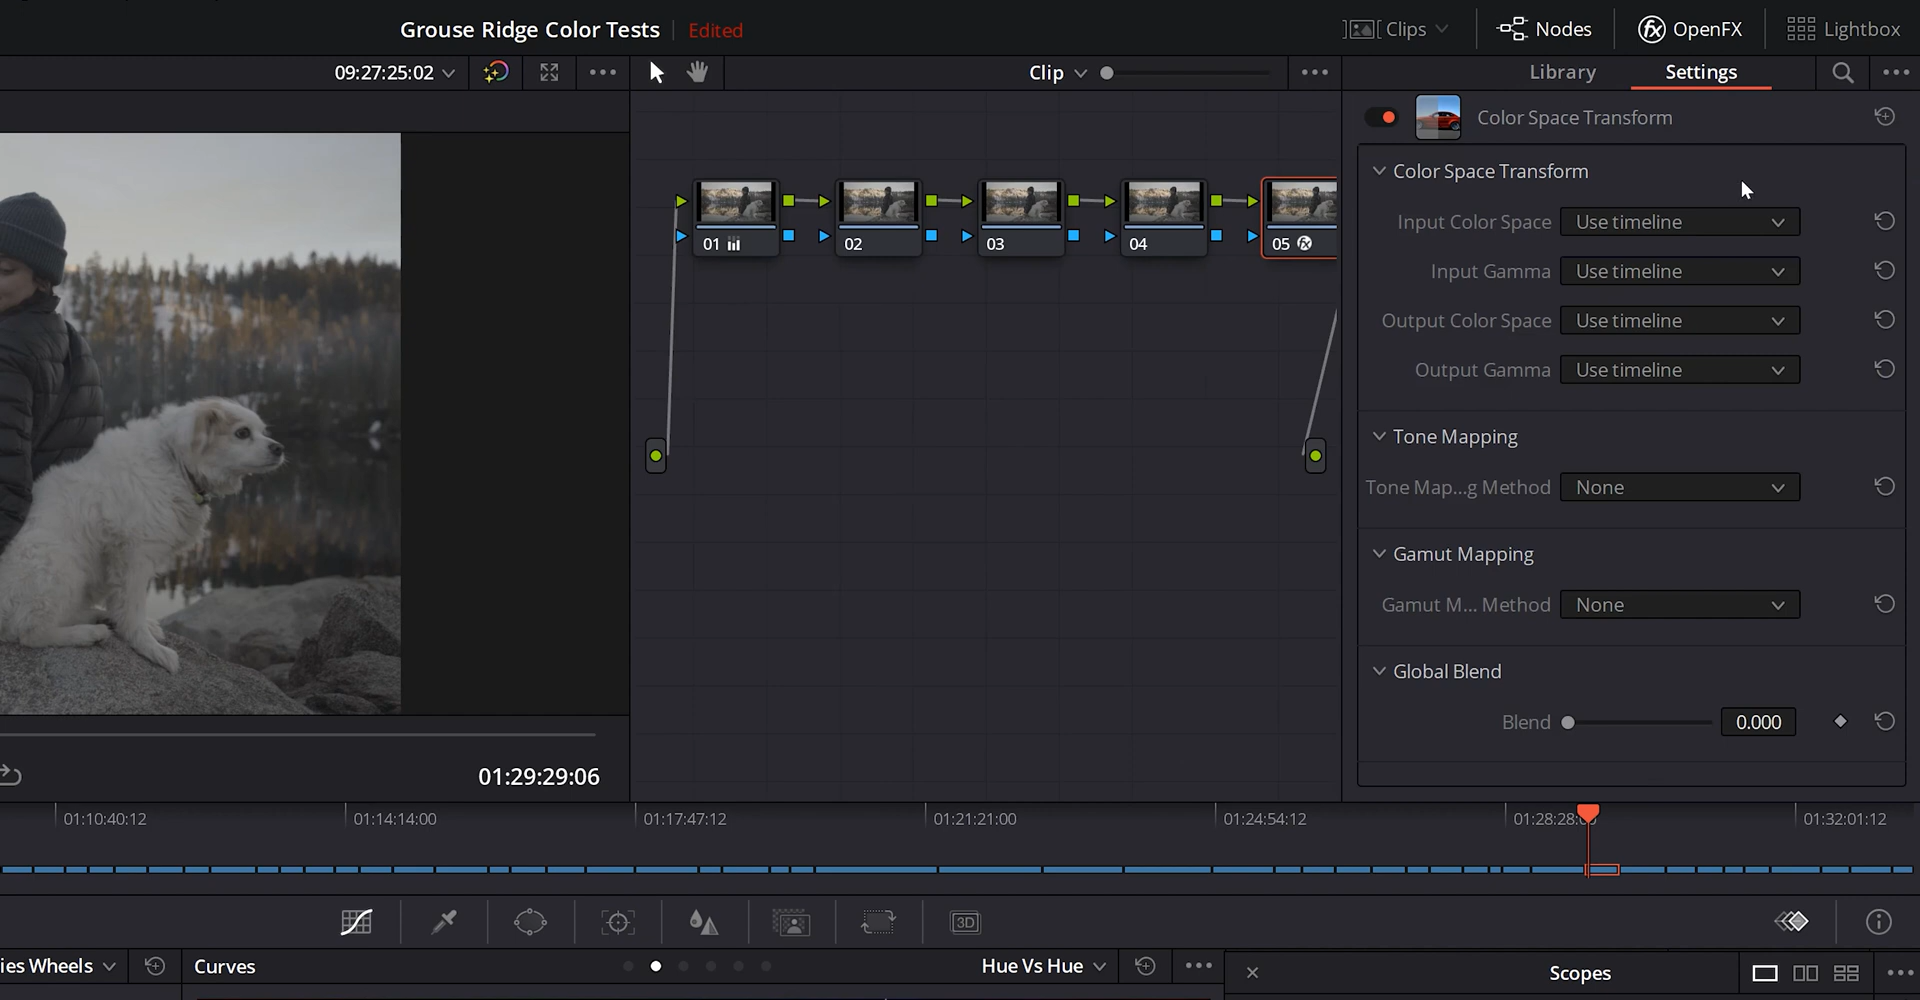 Grouse Ridge Color Tests Edited
Clips Nodes OpenFX Lightbox
09:27:25:02 Clip Library Settings
Color Space Transform
Color Space Transform
Input Color Space Use timeline
Input Gamma Use timeline
Output Color Space Use timeline
Output Gamma Use timeline
Tone Mapping
Tone Map...g Method None
Gamut Mapping
Gamut M... Method None
Global Blend
Blend 0.000
01 02 03 04 05
01:29:29:06
01:10:40:12 01:14:14:00 01:17:47:12 01:21:21:00 01:24:54:12 01:28:28:0 01:32:01:12
3D
ies Wheels Curves Hue Vs Hue Scopes